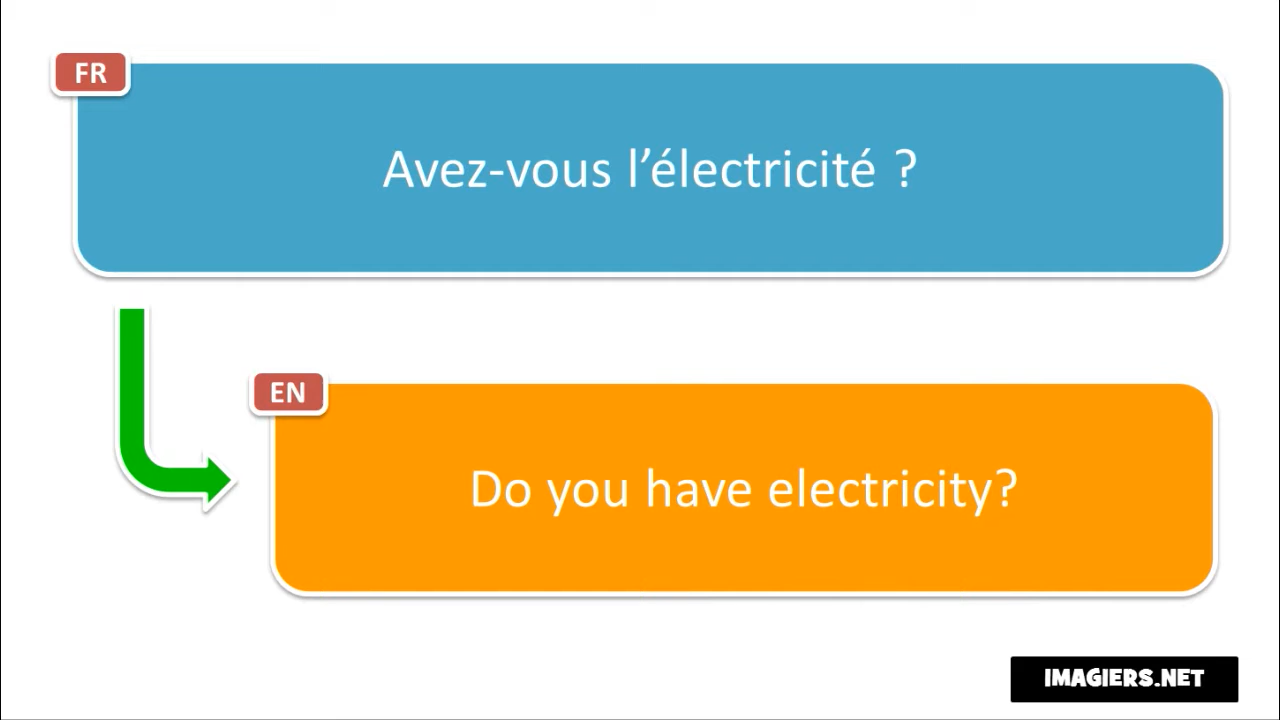 FR
Avez-vous l’électricité ?
EN
Do you have electricity?
IMAGIERS.NET